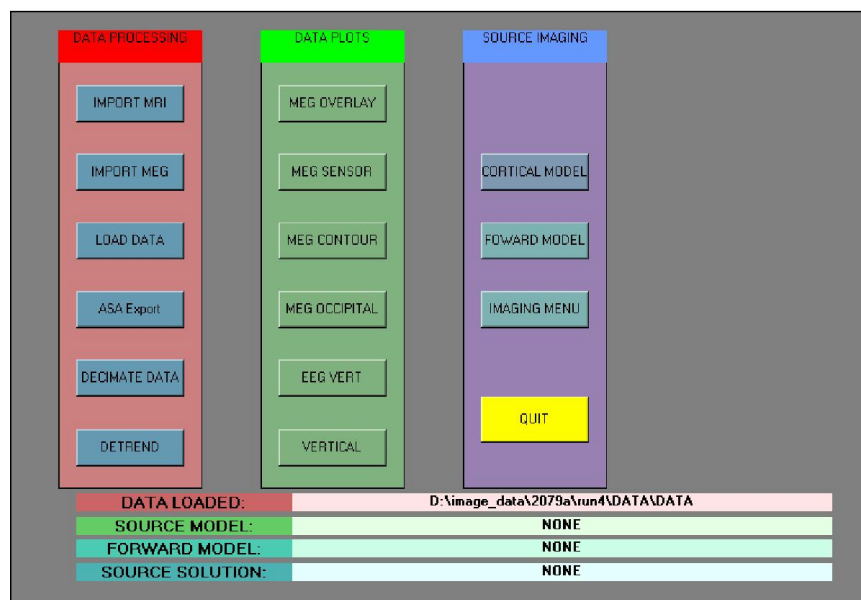 DATA PROCESSING
IMPORT MRI
IMPORT MEG
LOAD DATA
ASA Export
DECIMATE DATA
DETREND
DATA PLOTS
MEG OVERLAY
MEG SENSOR
MEG CONTOUR
MEG OCCIPITAL
EEG VERT
VERTICAL
SOURCE IMAGING
CORTICAL MODEL
FOWARD MODEL
IMAGING MENU
QUIT
DATA LOADED: D:\image_data\2079a\run4\DATA\DATA
SOURCE MODEL: NONE
FORWARD MODEL: NONE
SOURCE SOLUTION: NONE